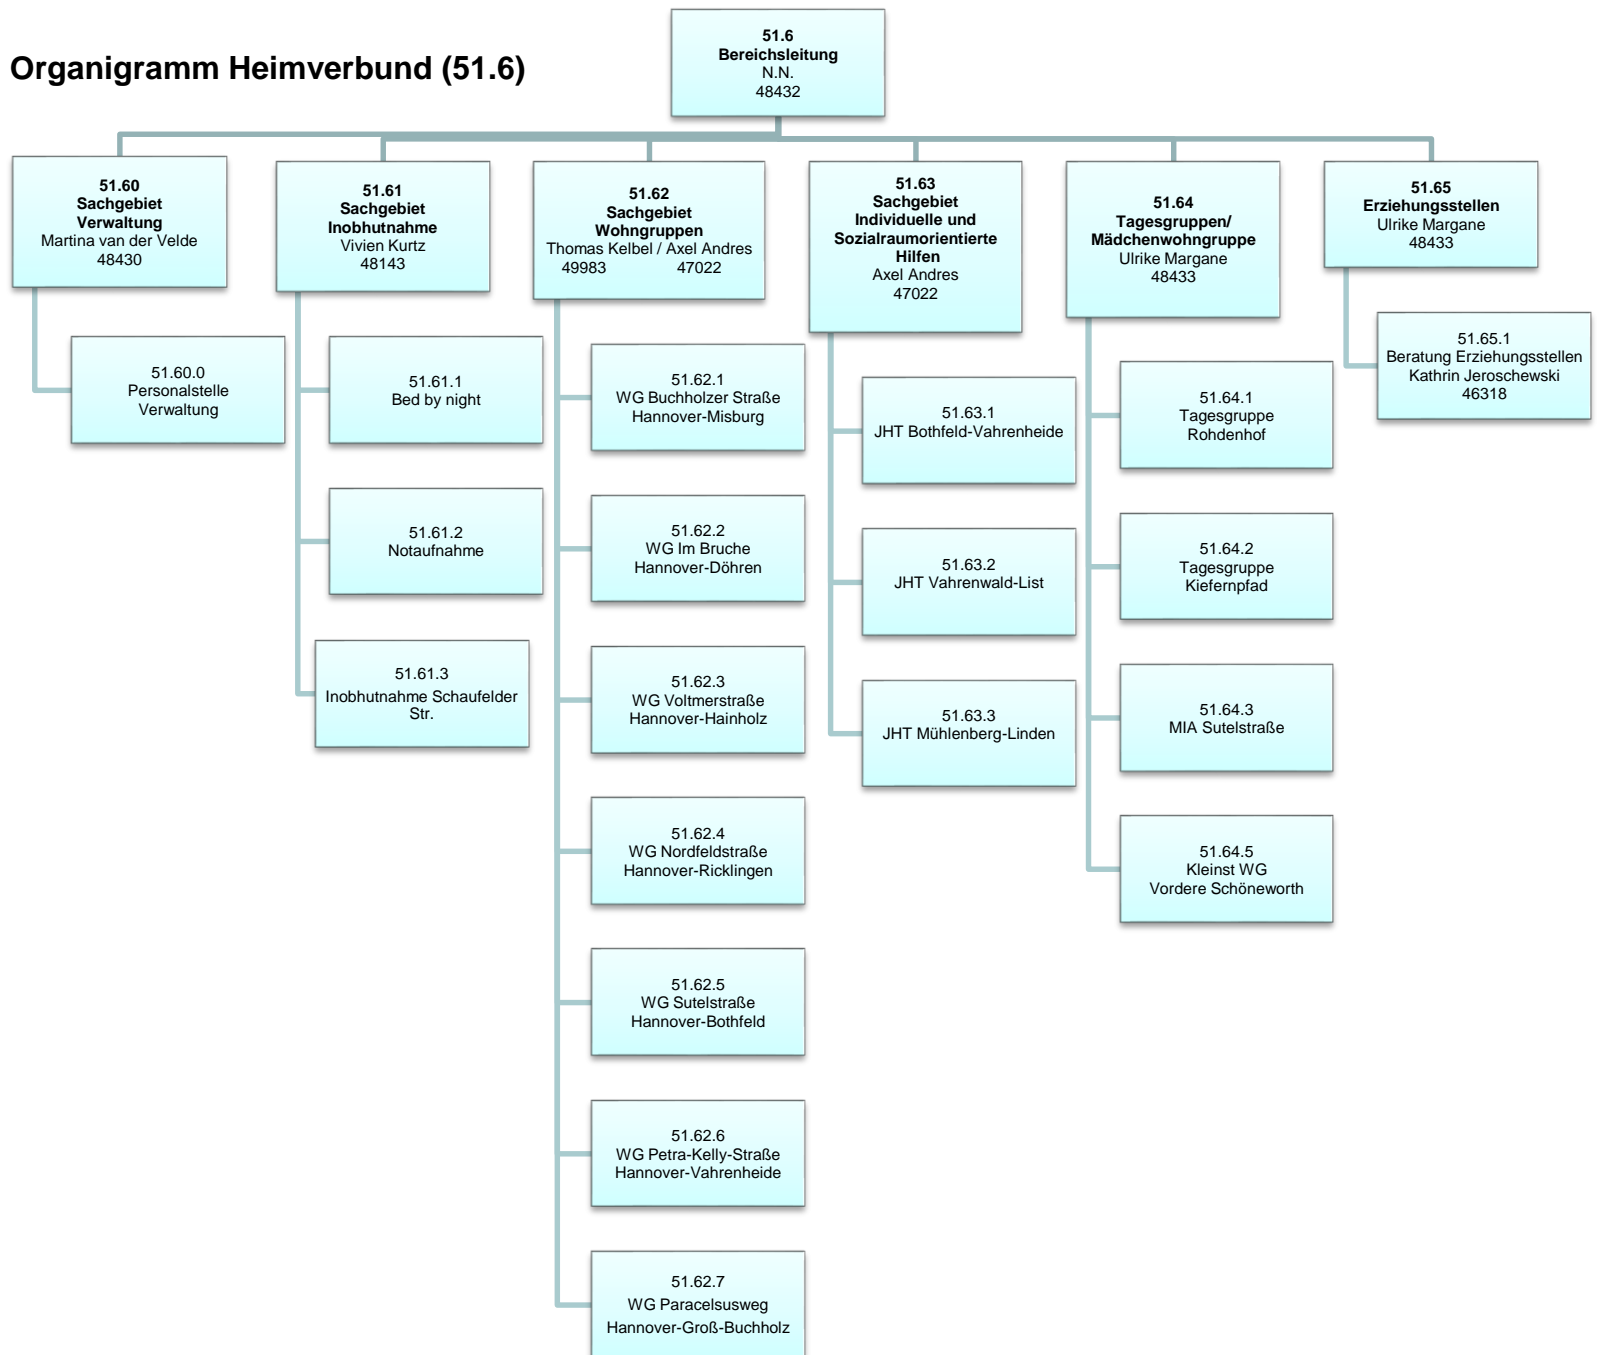 Organigramm Heimverbund (51.6)
51.6
Bereichsleitung
N.N.
48432
51.60
Sachgebiet
Verwaltung
Martina van der Velde
48430
51.60.0
Personalstelle
Verwaltung
51.61
Sachgebiet
Inobhutnahme
Vivien Kurtz
48143
51.61.1
Bed by night
51.61.2
Notaufnahme
51.61.3
Inobhutnahme Schaufelder
Str.
51.62
Sachgebiet
Wohngruppen
Thomas Kelbel / Axel Andres
49983 47022
51.62.1
WG Buchholzer Straße
Hannover-Misburg
51.62.2
WG Im Bruche
Hannover-Döhren
51.62.3
WG Voltmerstraße
Hannover-Hainholz
51.62.4
WG Nordfeldstraße
Hannover-Ricklingen
51.62.5
WG Sutelstraße
Hannover-Bothfeld
51.62.6
WG Petra-Kelly-Straße
Hannover-Vahrenheide
51.62.7
WG Paracelsusweg
Hannover-Groß-Buchholz
51.63
Sachgebiet
Individuelle und
Sozialraumorientierte
Hilfen
Axel Andres
47022
51.63.1
JHT Bothfeld-Vahrenheide
51.63.2
JHT Vahrenwald-List
51.63.3
JHT Mühlenberg-Linden
51.64
Tagesgruppen/
Mädchenwohngruppe
Ulrike Margane
48433
51.64.1
Tagesgruppe
Rohdenhof
51.64.2
Tagesgruppe
Kiefernpfad
51.64.3
MIA Sutelstraße
51.64.5
Kleinst WG
Vordere Schöneworth
51.65
Erziehungsstellen
Ulrike Margane
48433
51.65.1
Beratung Erziehungsstellen
Kathrin Jeroschewski
46318